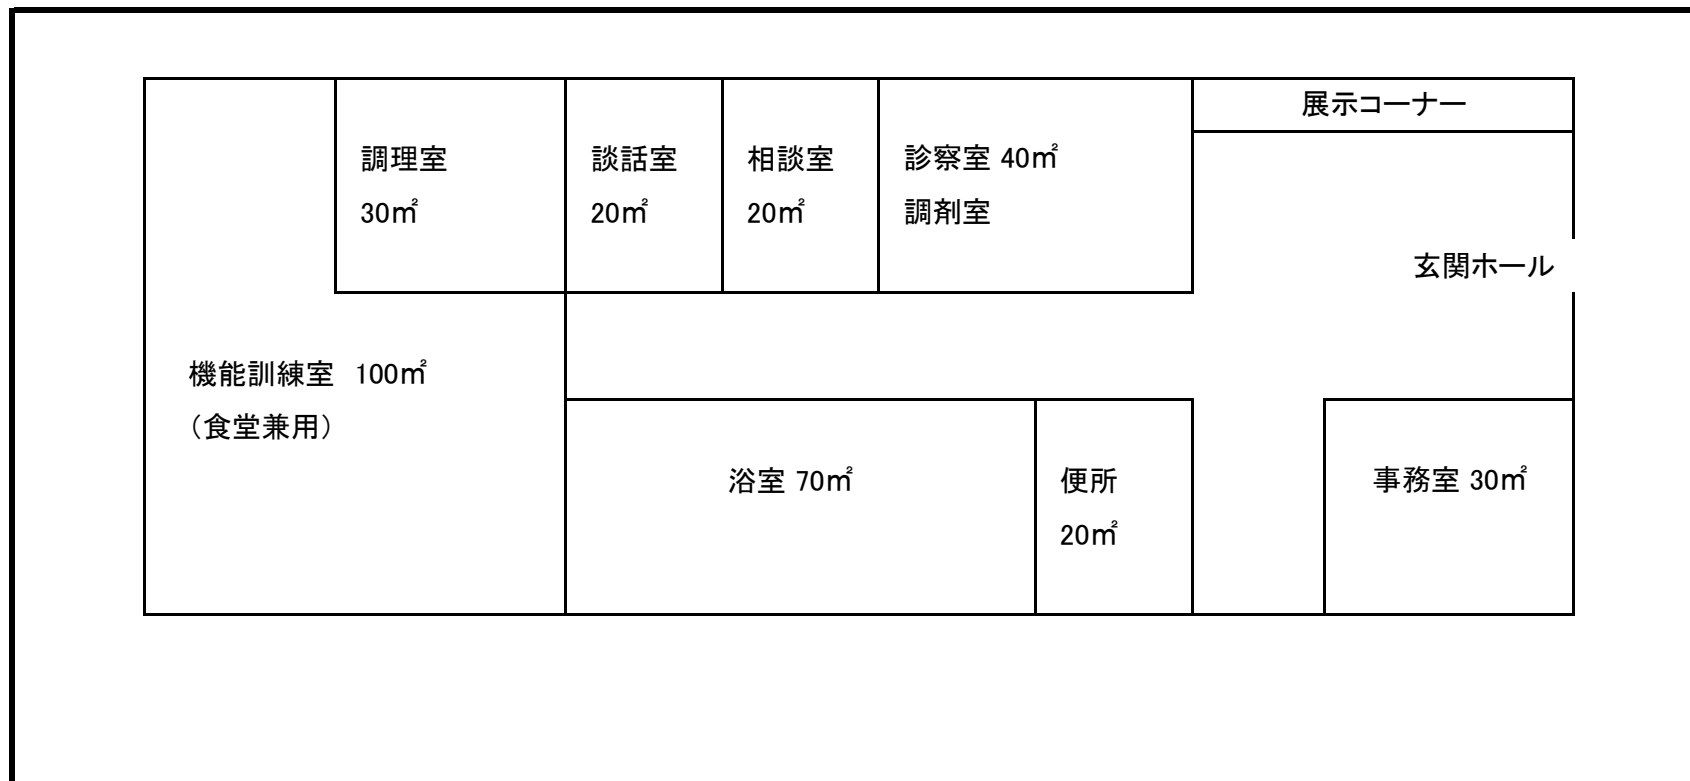 展示コーナー
調理室
30㎡
談話室
20㎡
相談室
20㎡
診察室 40㎡
調剤室
玄関ホール
機能訓練室　100㎡
（食堂兼用）
浴室 70㎡
便所
20㎡
事務室 30㎡